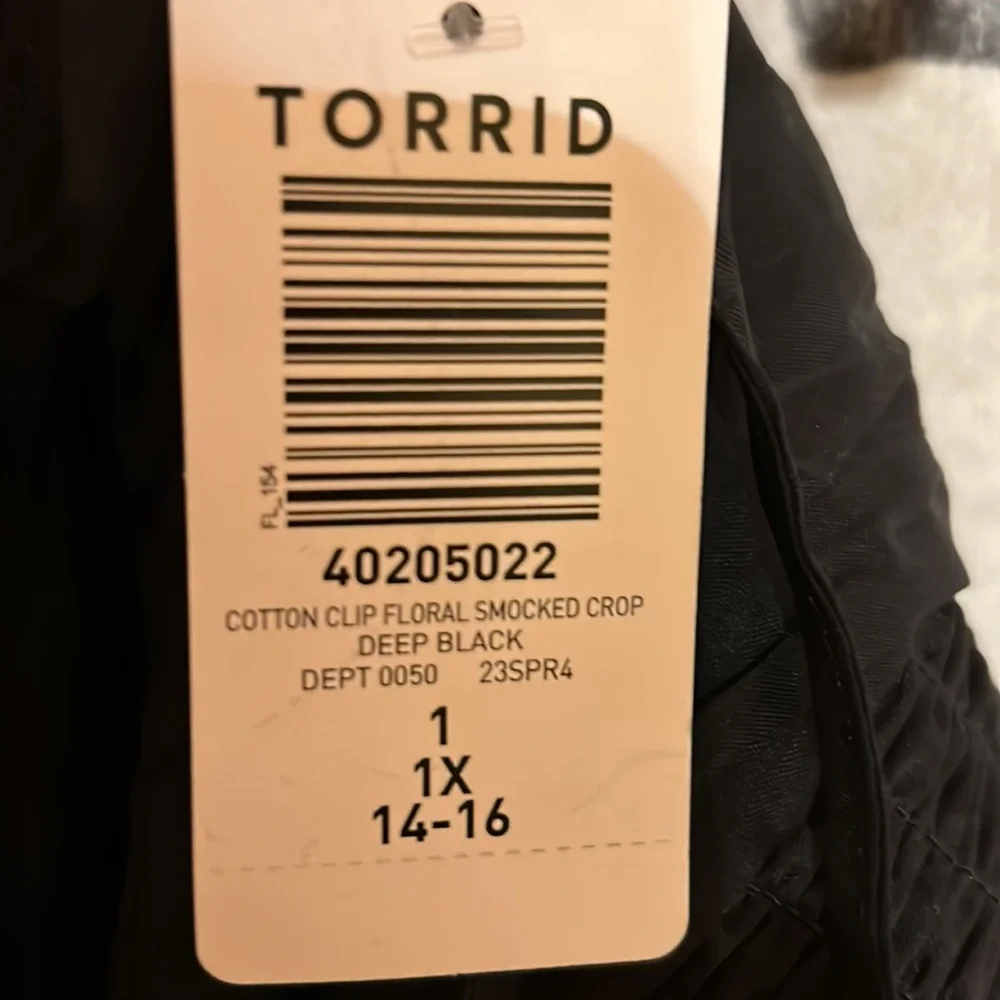 TORRID
FL_154
40205022
COTTON CLIP FLORAL SMOCKED CROP
DEEP BLACK
DEPT 0050 23SPR4
1
1X
14-16